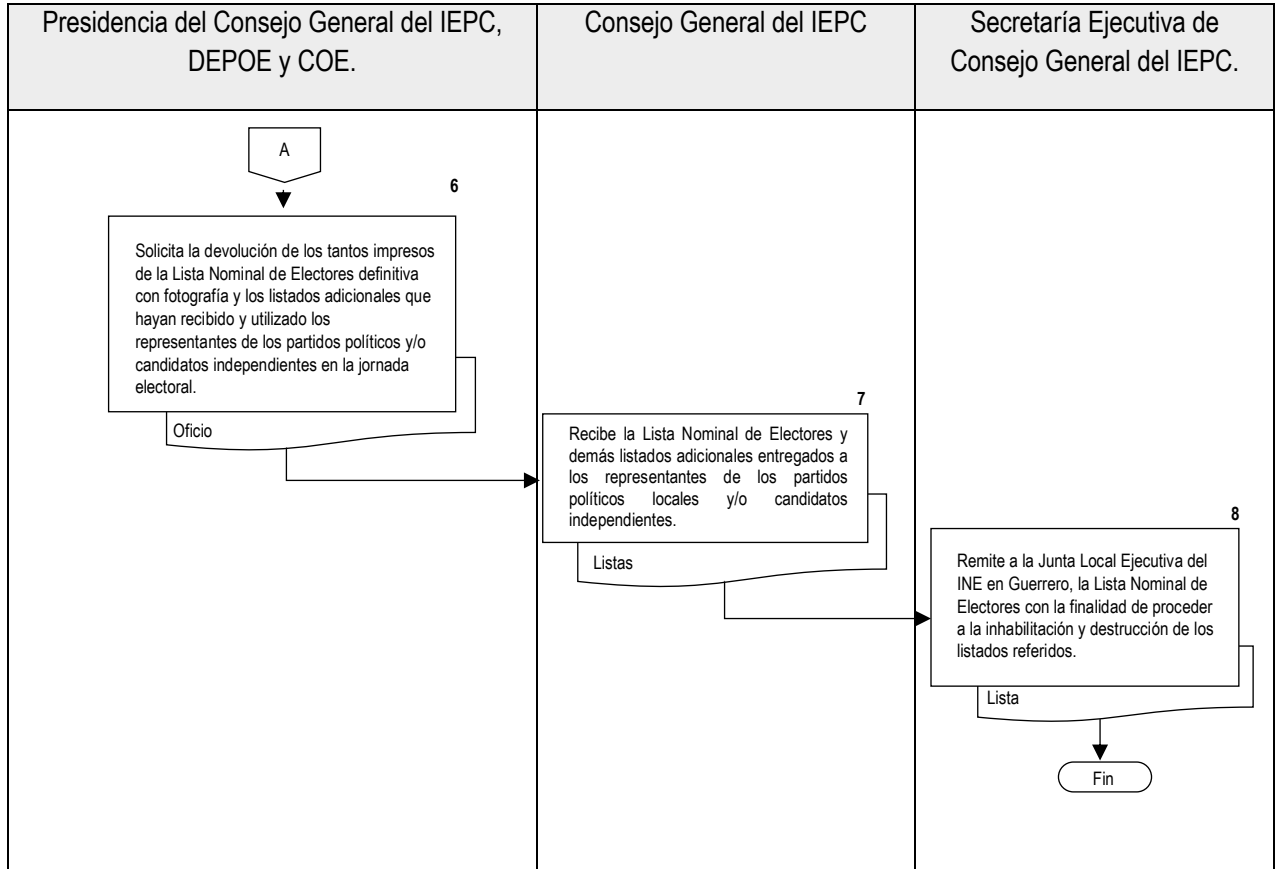 Presidencia del Consejo General del IEPC,
DEPOE y COE.
Consejo General del IEPC
Secretaría Ejecutiva de
Consejo General del IEPC.
A
6
Solicita la devolución de los tantos impresos
de la Lista Nominal de Electores definitiva
con fotografía y los listados adicionales que
hayan recibido y utilizado los
representantes de los partidos políticos y/o
candidatos independientes en la jornada
electoral.
Oficio
7
Recibe la Lista Nominal de Electores y
demás listados adicionales entregados a
los representantes de los partidos
políticos locales y/o candidatos
independientes.
Listas
8
Remite a la Junta Local Ejecutiva del
INE en Guerrero, la Lista Nominal de
Electores con la finalidad de proceder
a la inhabilitación y destrucción de los
listados referidos.
Lista
Fin